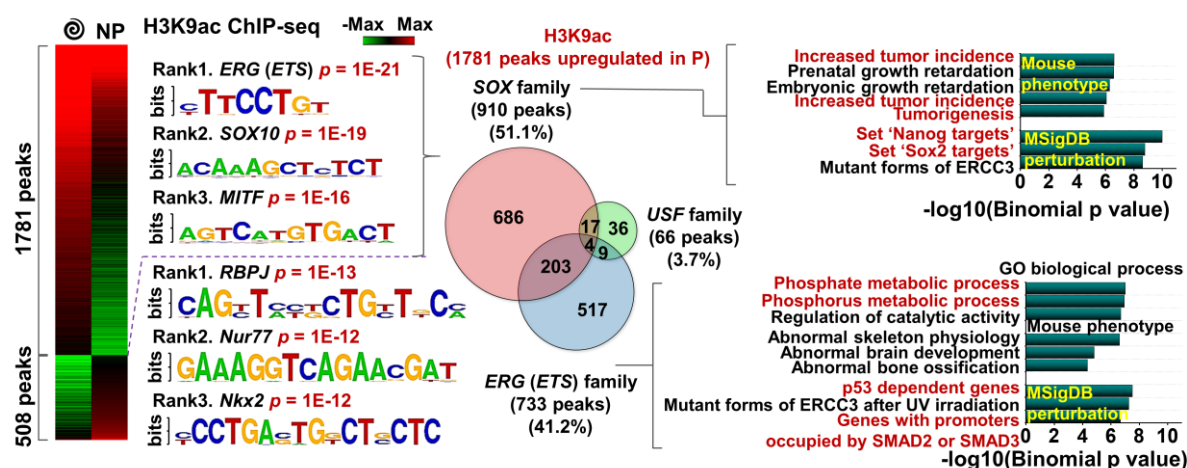 NP
H3K9ac ChIP-seq
-Max Max
1781 peaks
508 peaks
Rank1. ERG (ETS) p = 1E-21
bits
CTTCCTGT
Rank2. SOX10 p = 1E-19
bits
ACAAAGCTCTCT
Rank3. MITF p = 1E-16
bits
AGTCATGTGACT
Rank1. RBPJ p = 1E-13
bits
Rank2. Nur77 p = 1E-12
bits
GAAAGGTCAGAACGAT
Rank3. Nkx2 p = 1E-12
bits
H3K9ac
(1781 peaks upregulated in P)
SOX family
(910 peaks)
(51.1%)
686
17
36
4
9
203
517
USF family
(66 peaks)
(3.7%)
ERG (ETS) family
(733 peaks)
(41.2%)
Increased tumor incidence
Prenatal growth retardation
Embryonic growth retardation
Increased tumor incidence
Tumorigenesis
Mouse
phenotype
Set ‘Nanog targets’
Set ‘Sox2 targets’
Mutant forms of ERCC3
MSigDB
perturbation
0 2 4 6 8 10
-log10(Binomial p value)
GO biological process
Phosphate metabolic process
Phosphorus metabolic process
Regulation of catalytic activity
Mouse phenotype
Abnormal skeleton physiology
Abnormal brain development
Abnormal bone ossification
p53 dependent genes
Mutant forms of ERCC3 after UV irradiation
Genes with promoters
occupied by SMAD2 or SMAD3
MSigDB
perturbation
0 2 4 6 8 10
-log10(Binomial p value)